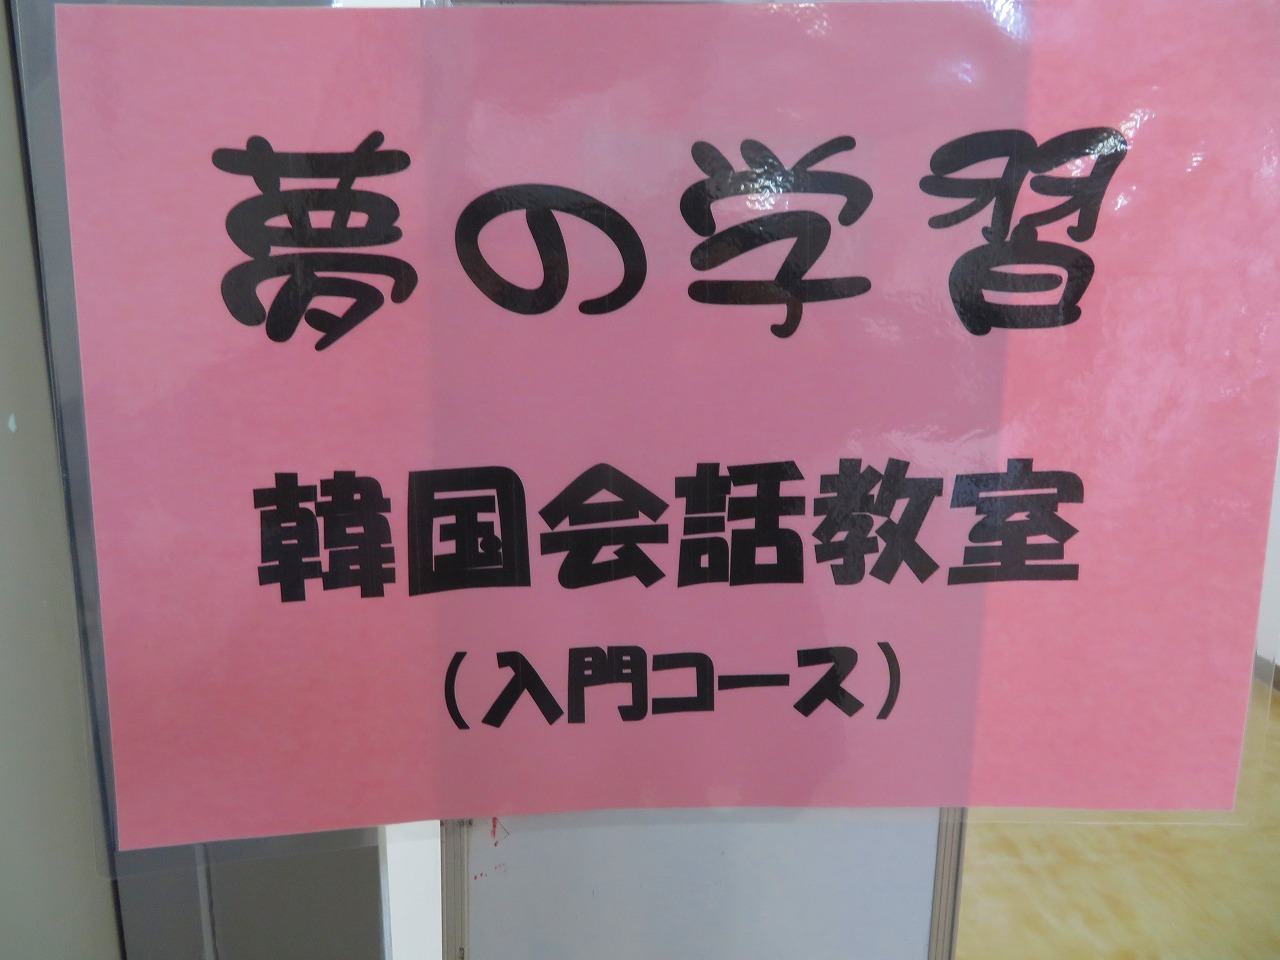 夢の学習
韓国会話教室
（入門コース）